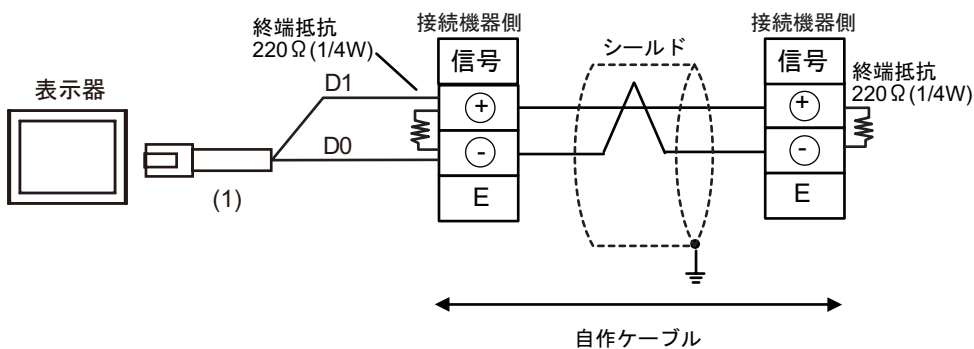 表示器
(1)
D1
D0
終端抵抗
220Ω(1/4W)
接続機器側
信号
+
-
E
シールド
接続機器側
信号
+
-
E
終端抵抗
220Ω(1/4W)
自作ケーブル